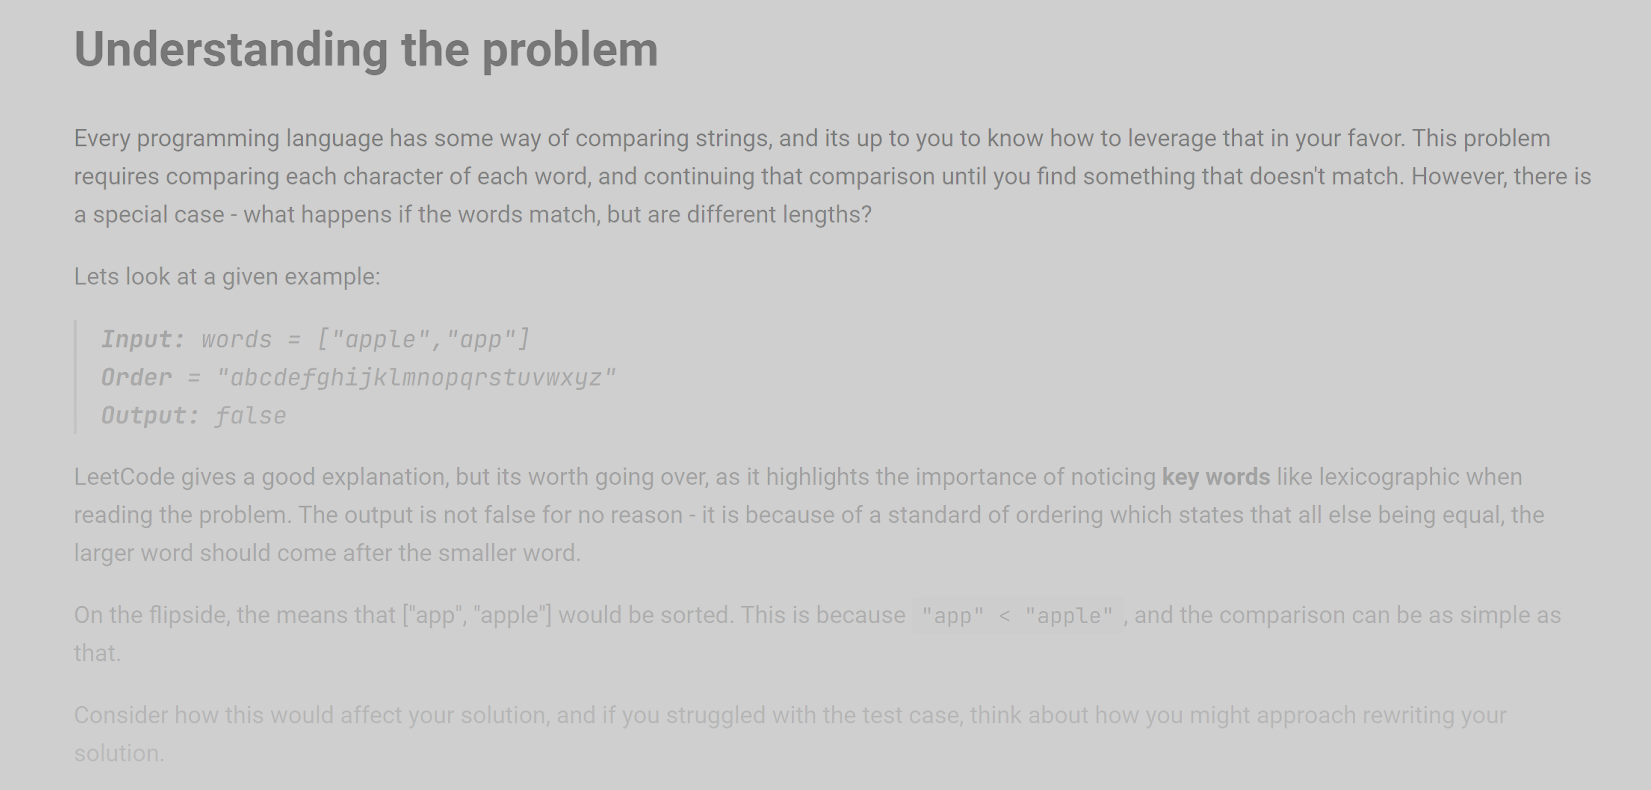 Understanding the problem
Every programming language has some way of comparing strings, and its up to you to know how to leverage that in your favor. This problem
requires comparing each character of each word, and continuing that comparison until you find something that doesn't match. However, there is
a special case - what happens if the words match, but are different lengths?
Lets look at a given example:
Input: words = ["apple","app"]
Order = "abcdefghijklmnopqrstuvwxyz"
Output: false
LeetCode gives a good explanation, but its worth going over, as it highlights the importance of noticing key words like lexicographic when
reading the problem. The output is not false for no reason - it is because of a standard of ordering which states that all else being equal, the
larger word should come after the smaller word.
On the flipside, the means that ["app", "apple"] would be sorted. This is because "app" < "apple" , and the comparison can be as simple as
that.
Consider how this would affect your solution, and if you struggled with the test case, think about how you might approach rewriting your
solution.